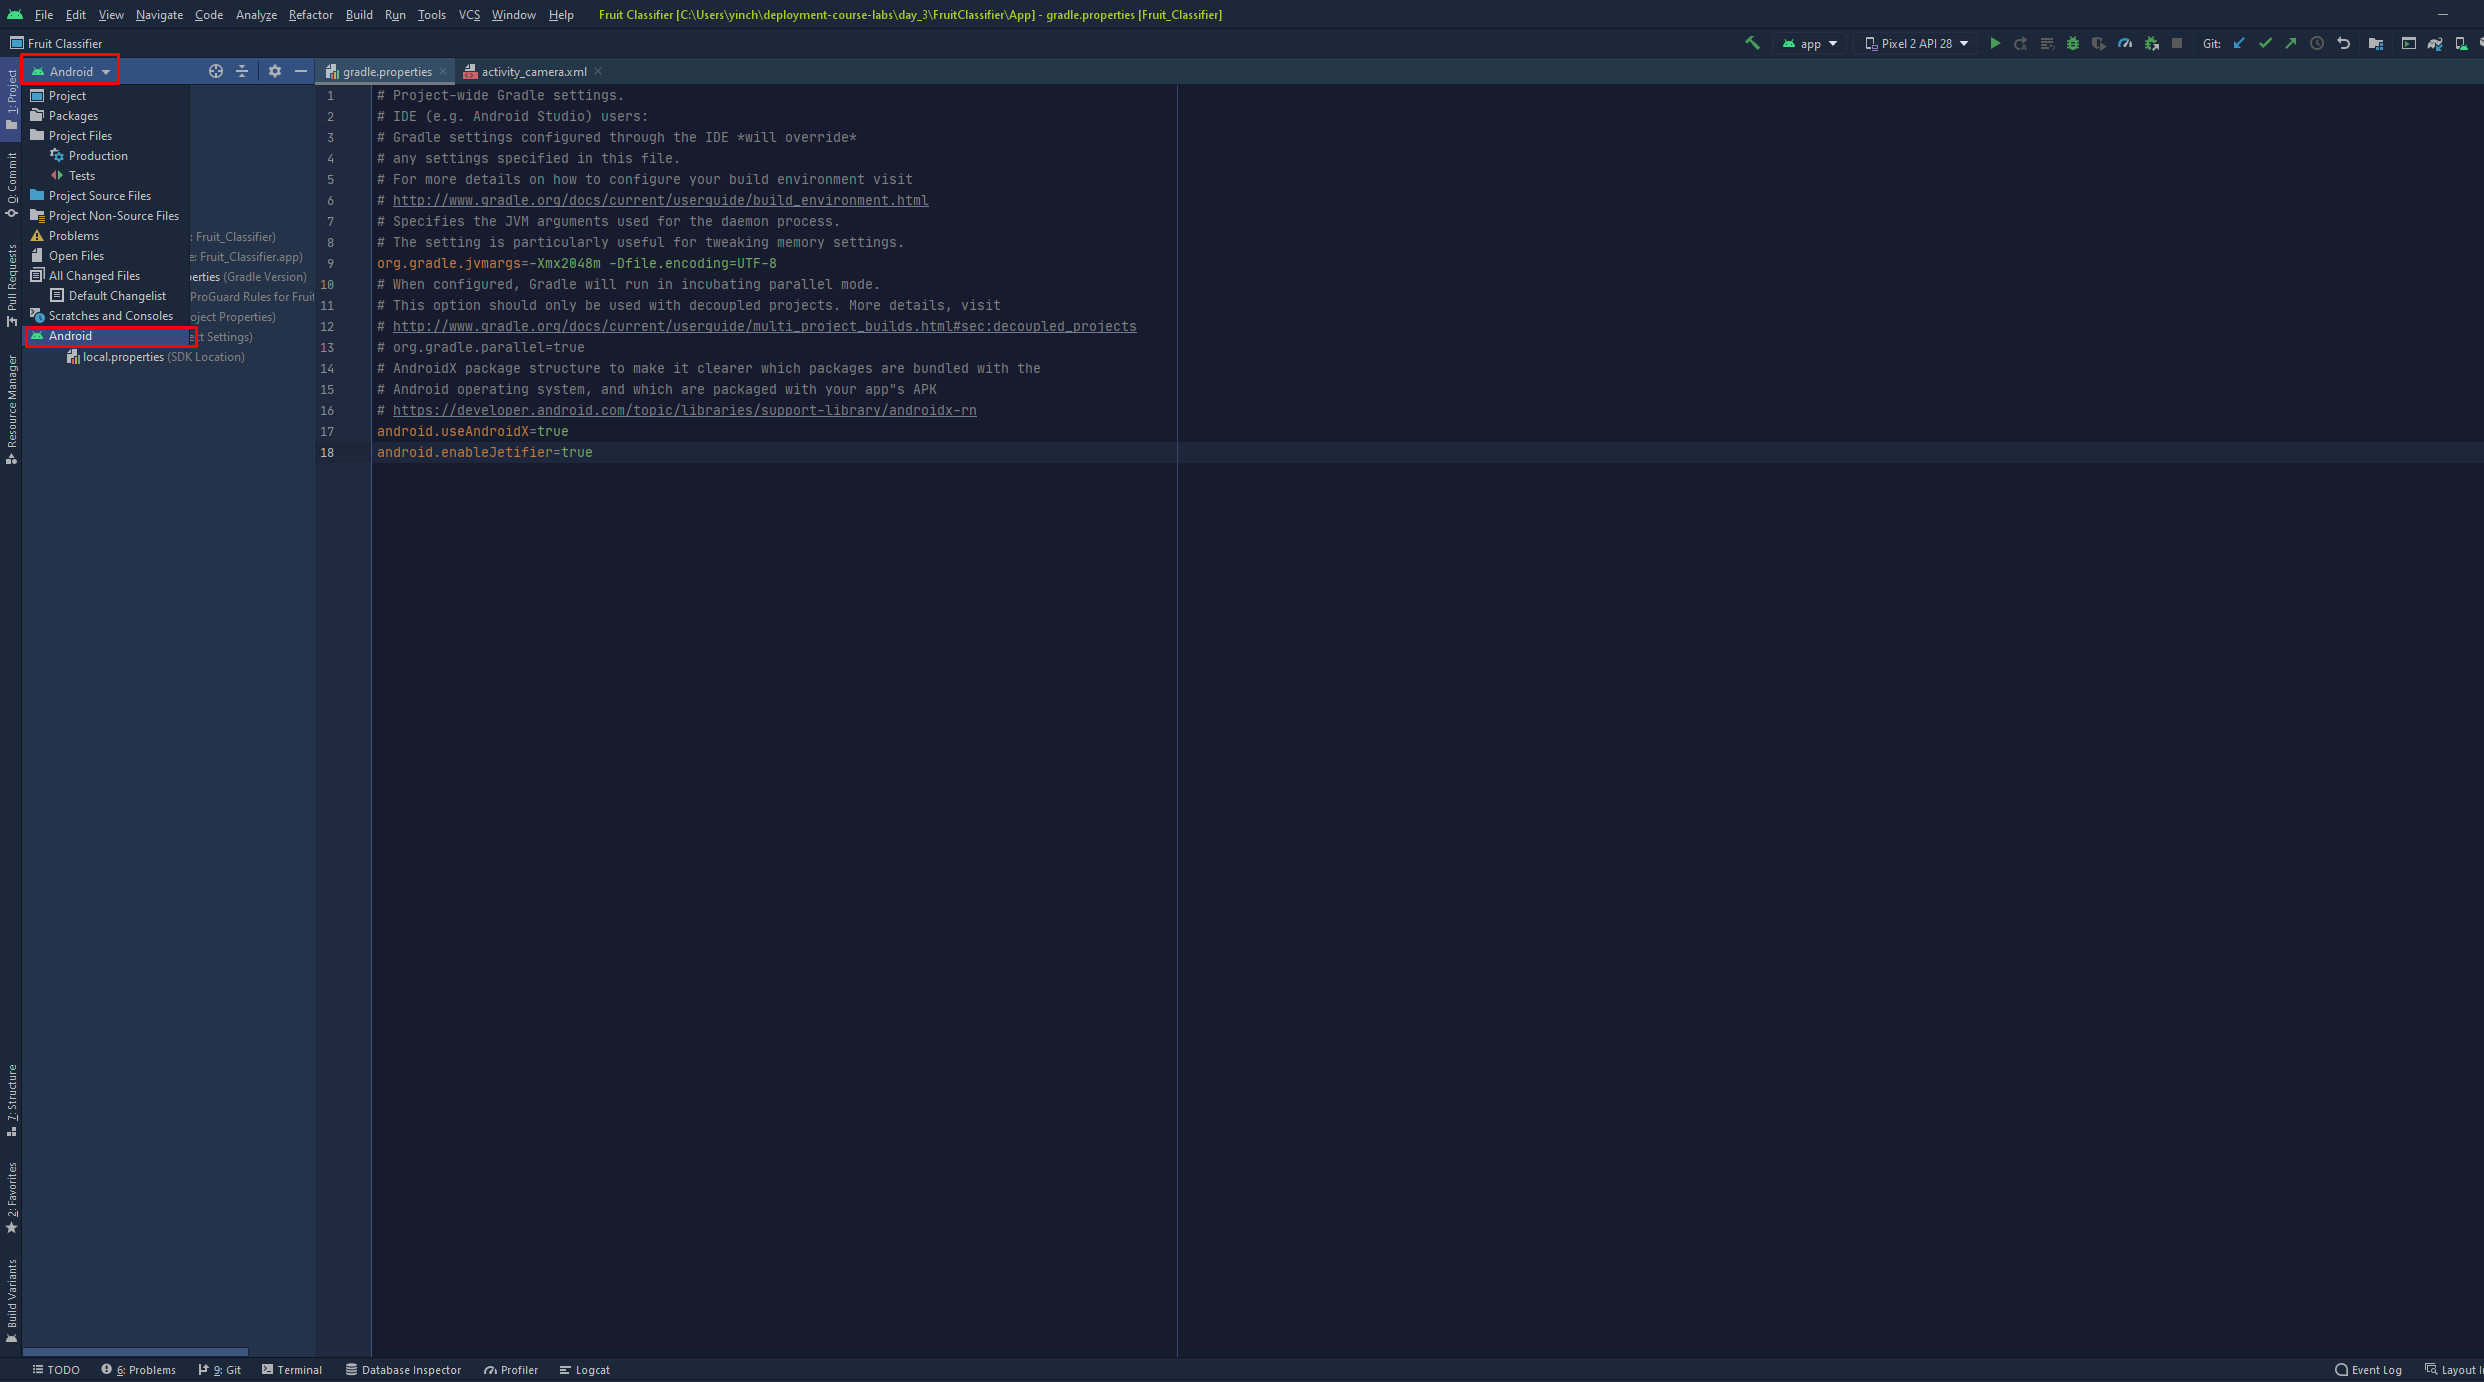 File Edit View Navigate Code Analyze Refactor Build Run Tools VCS Window Help Fruit Classifier [C:\Users\yinch\deployment-course-labs\day_3\FruitClassifier\App] - gradle.properties [Fruit_Classifier]
Fruit Classifier app Pixel 2 API 28 Git:
Android gradle.properties activity_camera.xml
Project
Packages
Project Files
Production
Tests
Project Source Files
Project Non-Source Files
Problems : Fruit_Classifier)
Open Files e: Fruit_Classifier.app)
All Changed Files perties (Gradle Version)
Default Changelist ProGuard Rules for Fruit
Scratches and Consoles oject Properties)
Android ect Settings)
local.properties (SDK Location)
1 # Project-wide Gradle settings.
2 # IDE (e.g. Android Studio) users:
3 # Gradle settings configured through the IDE *will override*
4 # any settings specified in this file.
5 # For more details on how to configure your build environment visit
6 # http://www.gradle.org/docs/current/userguide/build_environment.html
7 # Specifies the JVM arguments used for the daemon process.
8 # The setting is particularly useful for tweaking memory settings.
9 org.gradle.jvmargs=-Xmx2048m -Dfile.encoding=UTF-8
10 # When configured, Gradle will run in incubating parallel mode.
11 # This option should only be used with decoupled projects. More details, visit
12 # http://www.gradle.org/docs/current/userguide/multi_project_builds.html#sec:decoupled_projects
13 # org.gradle.parallel=true
14 # AndroidX package structure to make it clearer which packages are bundled with the
15 # Android operating system, and which are packaged with your app"s APK
16 # https://developer.android.com/topic/libraries/support-library/androidx-rn
17 android.useAndroidX=true
18 android.enableJetifier=true
1: Project
0: Commit
Pull Requests
Resource Manager
7: Structure
2: Favorites
Build Variants
TODO 6: Problems 9: Git Terminal Database Inspector Profiler Logcat Event Log Layout In